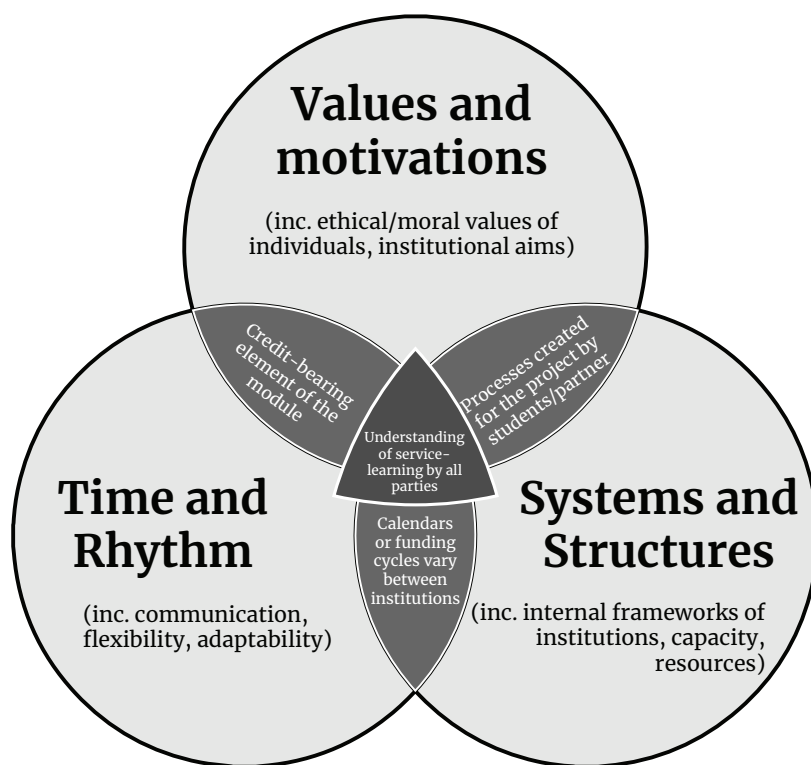 Values and
motivations
(inc. ethical/moral values of
individuals, institutional aims)
Credit-bearing
element of the
module
Processes created
for the project by
students/partner
Understanding
of service-
learning by all
parties
Time and
Rhythm
(inc. communication,
flexibility, adaptability)
Calendars
or funding
cycles vary
between
institutions
Systems and
Structures
(inc. internal frameworks of
institutions, capacity,
resources)